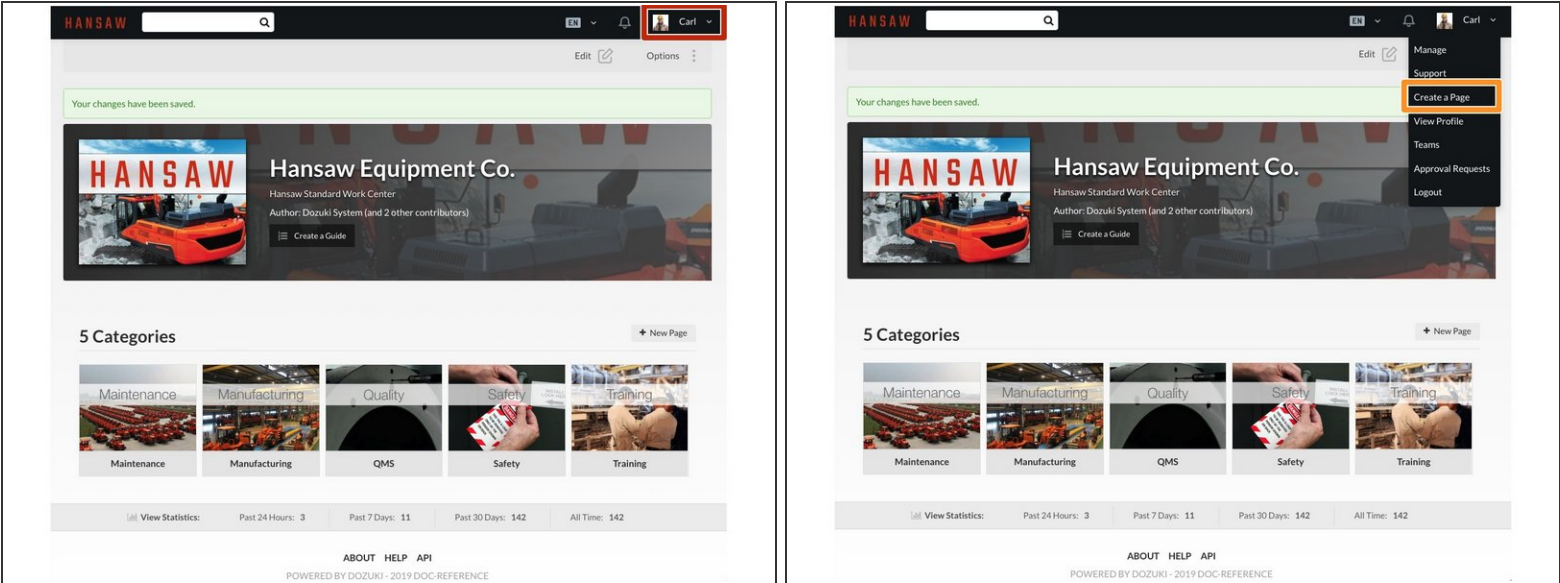 HANSAW
EN
Carl
Edit
Options
Your changes have been saved.
HANSAW
Hansaw Equipment Co.
Hansaw Standard Work Center
Author: Dozuki System (and 2 other contributors)
Create a Guide
5 Categories
+ New Page
Maintenance Manufacturing Quality Safety Training
Maintenance Manufacturing QMS Safety Training
View Statistics: Past 24 Hours: 3 Past 7 Days: 11 Past 30 Days: 142 All Time: 142
ABOUT HELP API
POWERED BY DOZUKI - 2019 DOC-REFERENCE
HANSAW
EN
Carl
Edit
Manage
Support
Create a Page
View Profile
Teams
Approval Requests
Logout
Your changes have been saved.
HANSAW
Hansaw Equipment Co.
Hansaw Standard Work Center
Author: Dozuki System (and 2 other contributors)
Create a Guide
5 Categories
+ New Page
Maintenance Manufacturing Quality Safety Training
Maintenance Manufacturing QMS Safety Training
View Statistics: Past 24 Hours: 3 Past 7 Days: 11 Past 30 Days: 142 All Time: 142
ABOUT HELP API
POWERED BY DOZUKI - 2019 DOC-REFERENCE